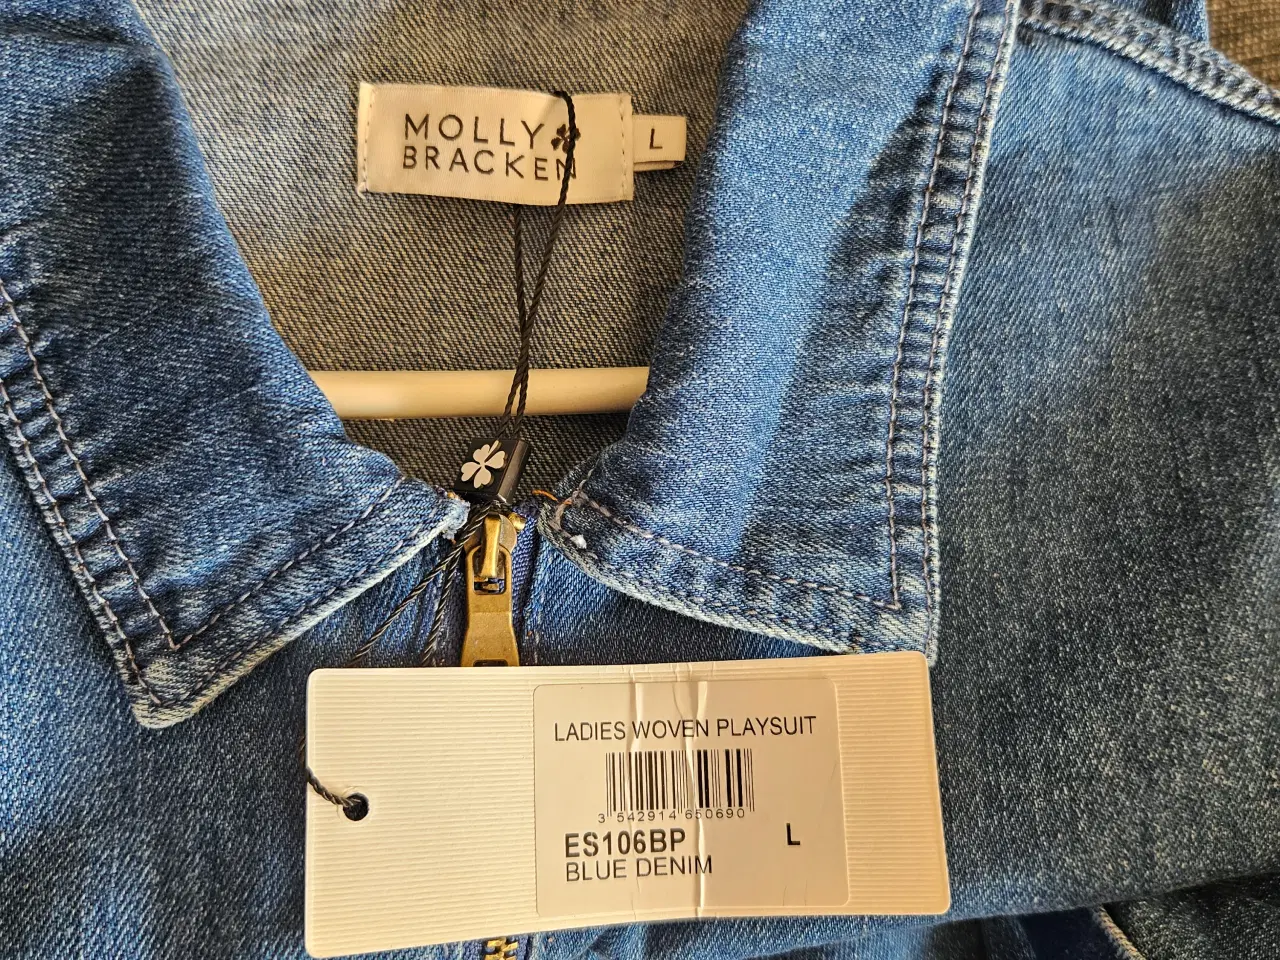 MOLLY
BRACKEN
L
LADIES WOVEN PLAYSUIT
3 542914 650690
ES106BP L
BLUE DENIM